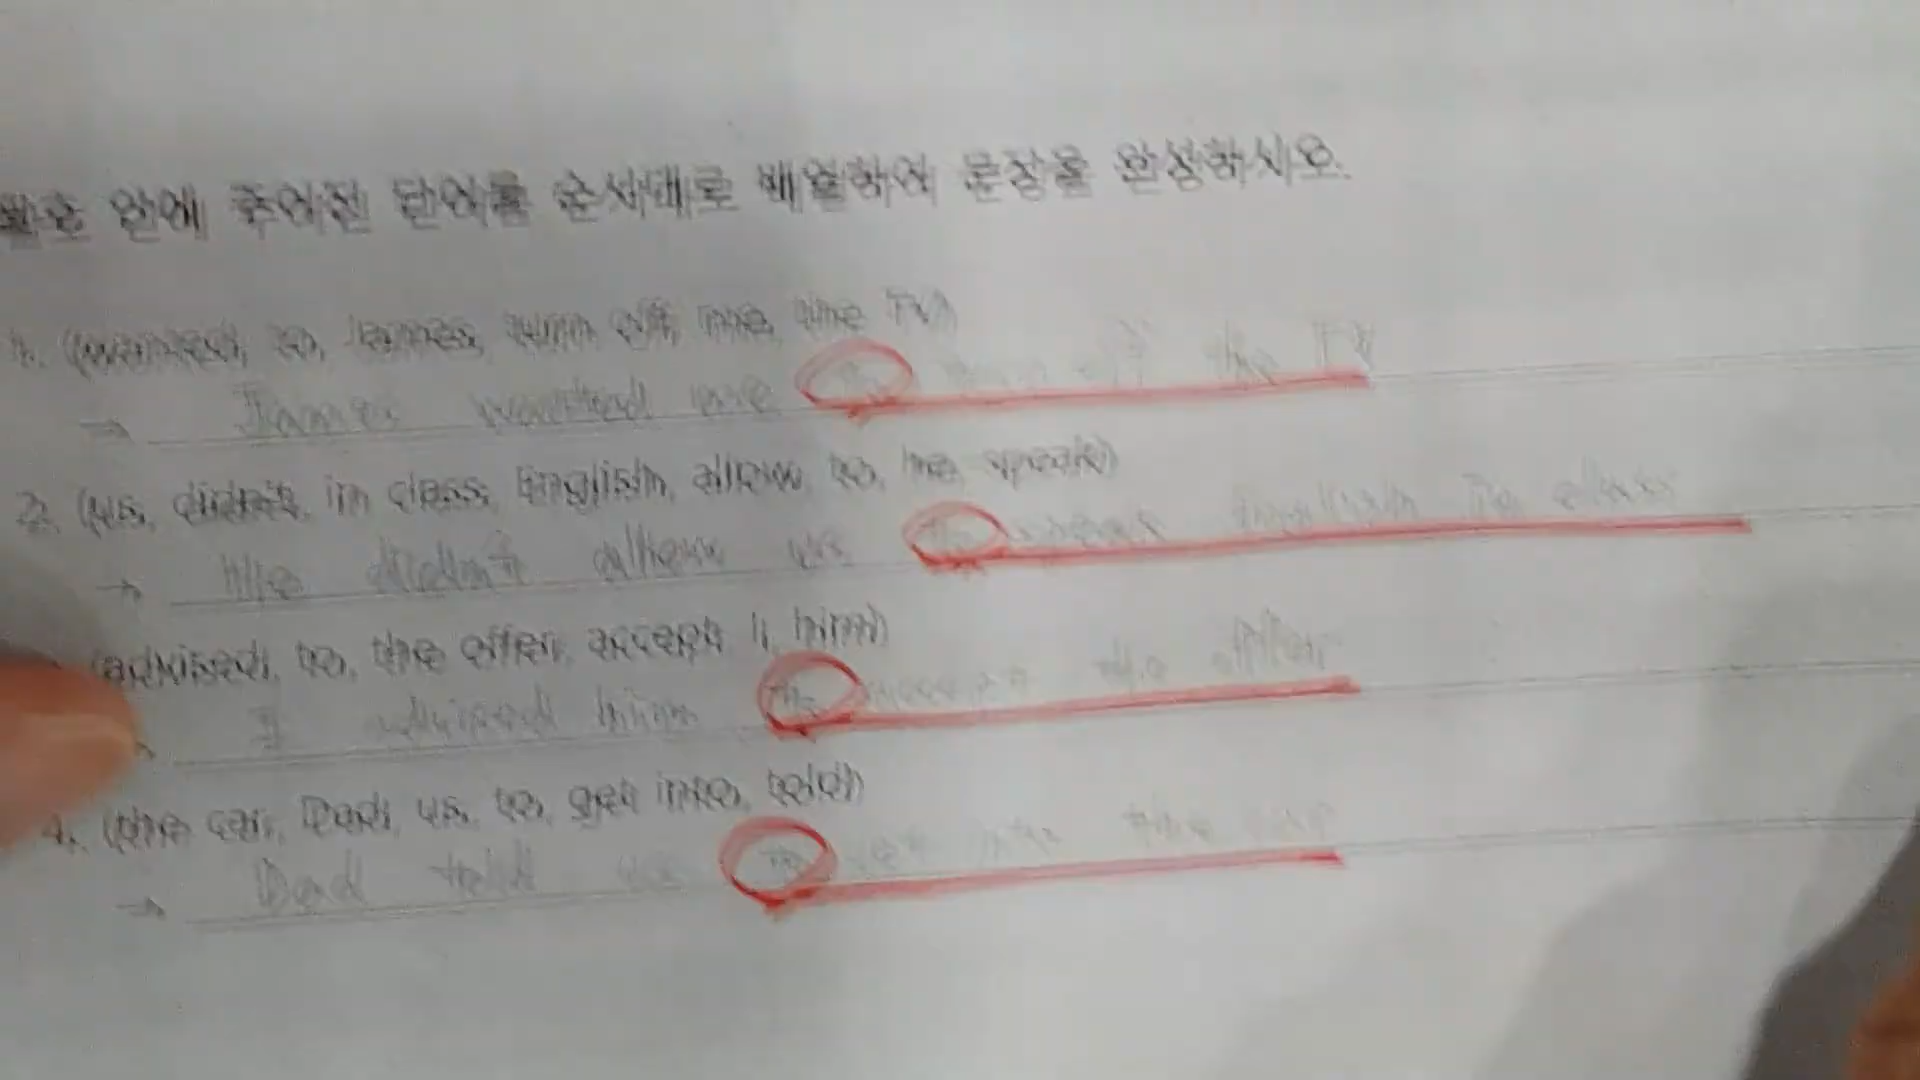 괄호 안에 주어진 단어를 순서대로 배열하여 문장을 완성하시오.
1. (wanted, to, James, turn off, me, the TV)
→ James wanted me to turn off the TV
2. (us, didn't, in class, English, allow, to, He, speak)
→ He didn't allow us to speak English in class
(advised, to, the offer, accept, I, him)
I advised him to accept the offer
4. (the car, Dad, us, to, get into, told)
→ Dad told us to get into the car